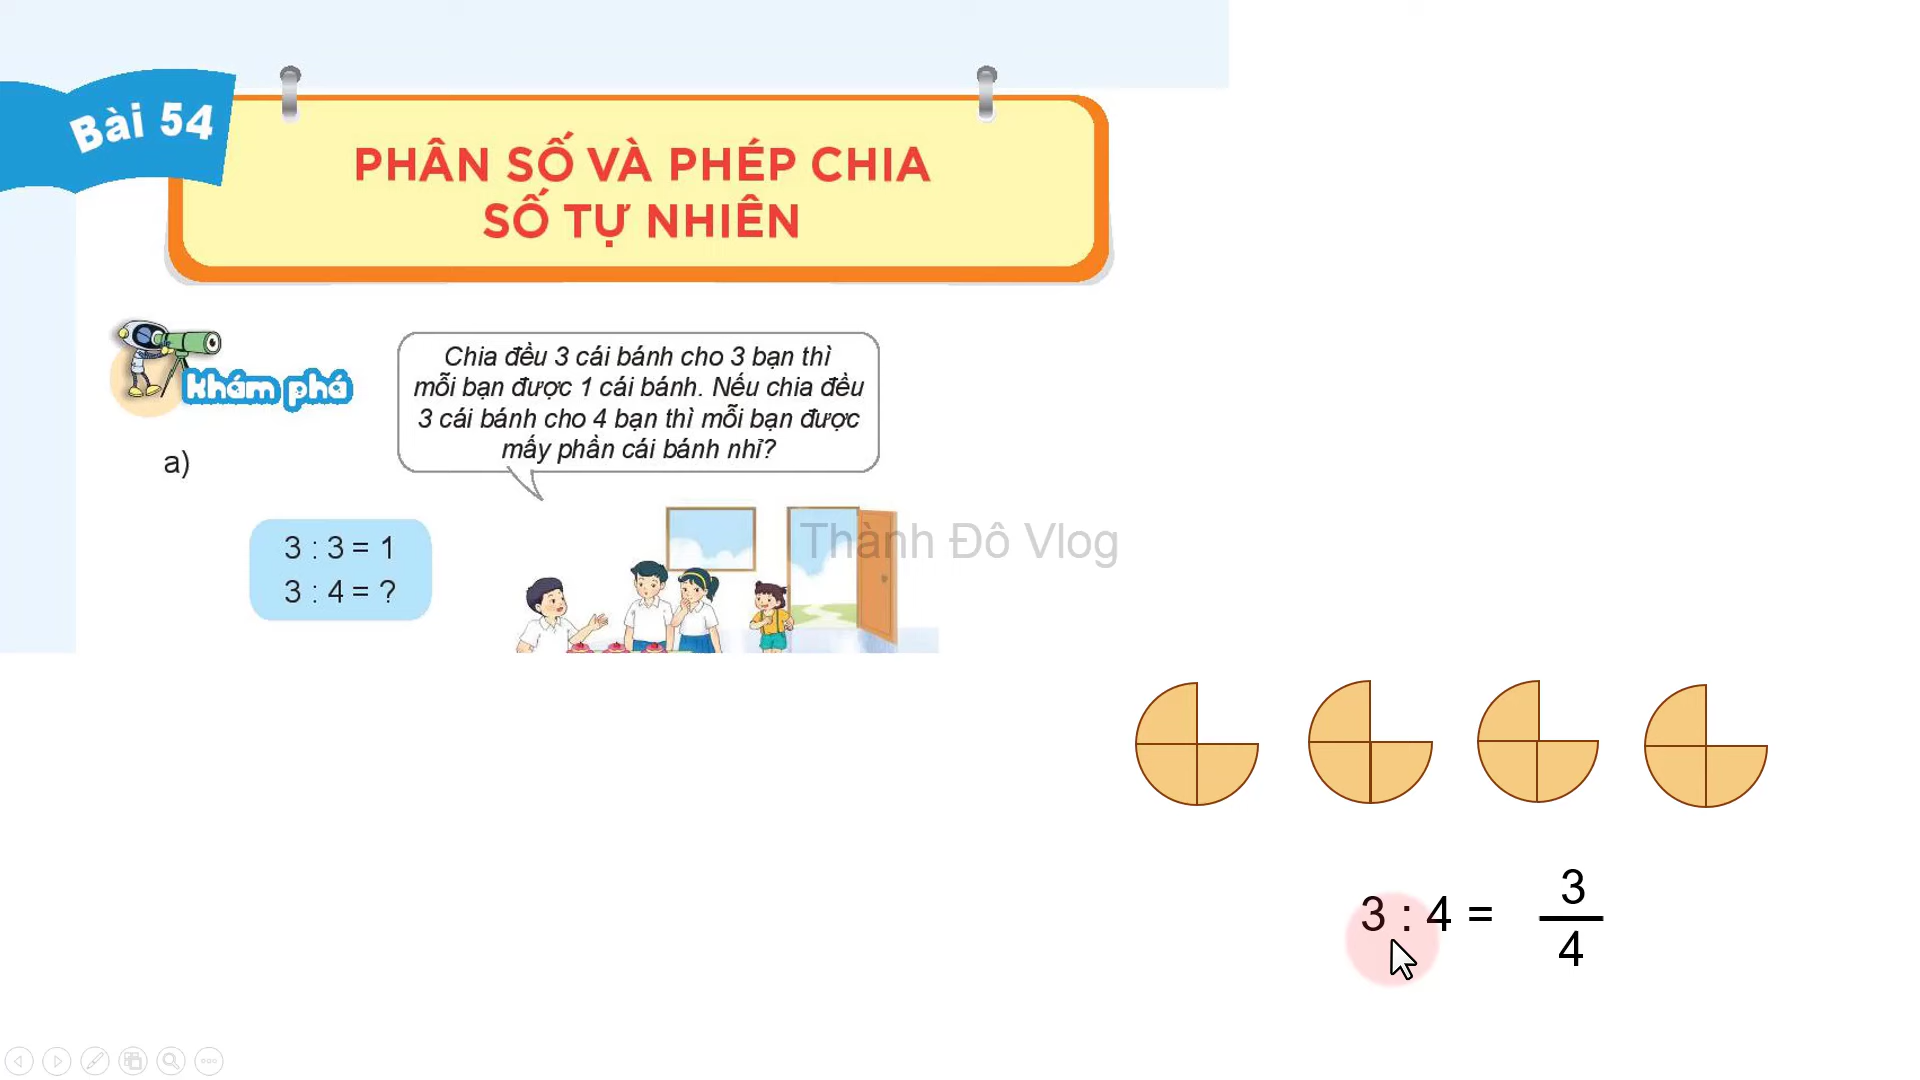 Bài 54
PHÂN SỐ VÀ PHÉP CHIA
SỐ TỰ NHIÊN
khám phá
Chia đều 3 cái bánh cho 3 bạn thì
mỗi bạn được 1 cái bánh. Nếu chia đều
3 cái bánh cho 4 bạn thì mỗi bạn được
mấy phần cái bánh nhỉ?
a)
3 : 3 = 1
3 : 4 = ?
Thành Đô Vlog
3 : 4 = 3/4